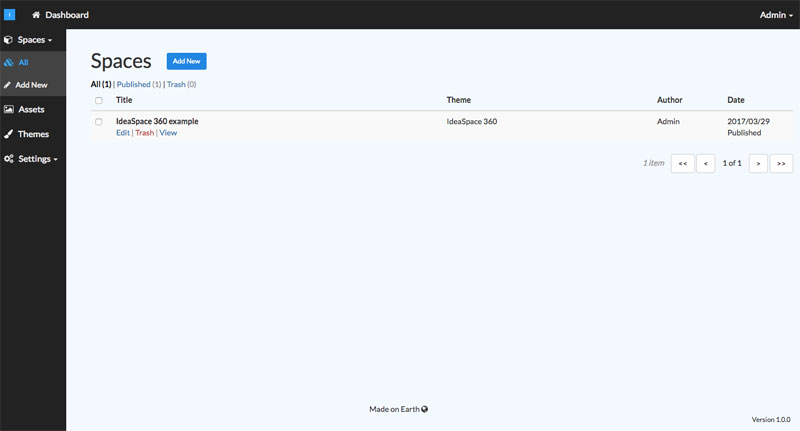 Dashboard
Admin
Spaces
All
Add New
Assets
Themes
Settings
Spaces Add New
All (1) | Published (1) | Trash (0)
Title Theme Author Date
IdeaSpace 360 example IdeaSpace 360 Admin 2017/03/29
Edit | Trash | View Published
1 item << < 1 of 1 > >>
Made on Earth
Version 1.0.0